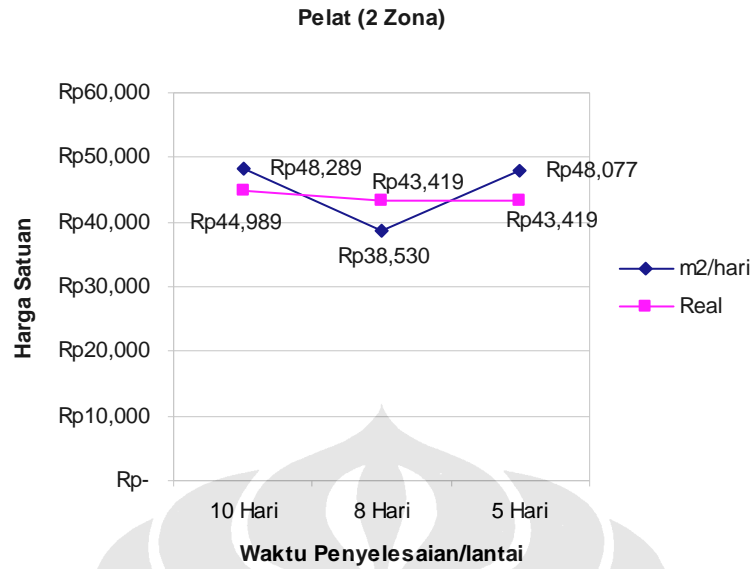 Pelat (2 Zona)
Rp60,000
Rp50,000
Rp40,000
Rp30,000
Rp20,000
Rp10,000
Rp-
Harga Satuan
Rp48,289
Rp43,419
Rp48,077
Rp44,989
Rp38,530
Rp43,419
m2/hari
Real
10 Hari
8 Hari
5 Hari
Waktu Penyelesaian/lantai